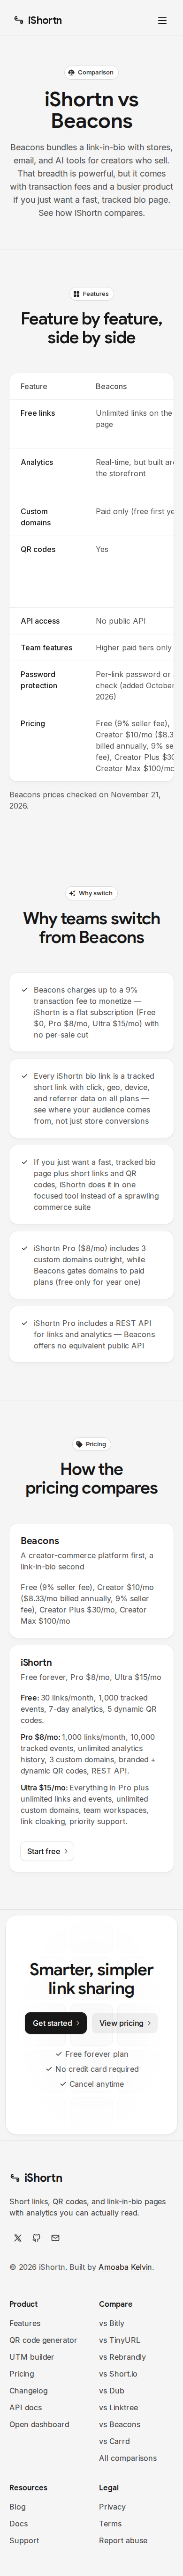 iShortn
Comparison
iShortn vs
Beacons
Beacons bundles a link-in-bio with stores,
email, and AI tools for creators who sell.
That breadth is powerful, but it comes
with transaction fees and a busier product
if you just want a fast, tracked bio page.
See how iShortn compares.
Features
Feature by feature,
side by side
Feature Beacons
Free links Unlimited links on the
page
Analytics Real-time, but built
the storefront
Custom Paid only (free first
domains
QR codes Yes
API access No public API
Team features Higher paid tiers only
Password Per-link password or
protection check (added October
2026)
Pricing Free (9% seller fee),
Creator $10/mo
billed annually, 9%
fee), Creator Plus
Creator Max $100/mo
Beacons prices checked on November 21,
2026.
Why switch
Why teams switch
from Beacons
Beacons charges up to a 9%
transaction fee to monetize —
iShortn is a flat subscription (Free
$0, Pro $8/mo, Ultra $15/mo) with
no per-sale cut
Every iShortn bio link is a tracked
short link with click, geo, device,
and referrer data on all plans —
see where your audience comes
from, not just store conversions
If you just want a fast, tracked bio
page plus short links and QR
codes, iShortn does it in one
focused tool instead of a sprawling
commerce suite
iShortn Pro ($8/mo) includes 3
custom domains outright, while
Beacons gates domains to paid
plans (free only for year one)
iShortn Pro includes a REST API
for links and analytics — Beacons
offers no equivalent public API
Pricing
How the
pricing compares
Beacons
A creator-commerce platform first, a
link-in-bio second
Free (9% seller fee), Creator $10/mo
($8.33/mo billed annually, 9% seller
fee), Creator Plus $30/mo, Creator
Max $100/mo
iShortn
Free forever, Pro $8/mo, Ultra $15/mo
Free: 30 links/month, 1,000 tracked
events, 7-day analytics, 5 dynamic QR
codes.
Pro $8/mo: 1,000 links/month, 10,000
tracked events, unlimited analytics
history, 3 custom domains, branded +
dynamic QR codes, REST API.
Ultra $15/mo: Everything in Pro plus
unlimited links and events, unlimited
custom domains, team workspaces,
link cloaking, priority support.
Start free
Smarter, simpler
link sharing
Get started View pricing
Free forever plan
No credit card required
Cancel anytime
iShortn
Short links, QR codes, and link-in-bio pages
with analytics you can actually read.
© 2026 iShortn. Built by Amoaba Kelvin.
Product Compare
Features vs Bitly
QR code generator vs TinyURL
UTM builder vs Rebrandly
Pricing vs Short.io
Changelog vs Dub
API docs vs Linktree
Open dashboard vs Beacons
vs Carrd
All comparisons
Resources Legal
Blog Privacy
Docs Terms
Support Report abuse